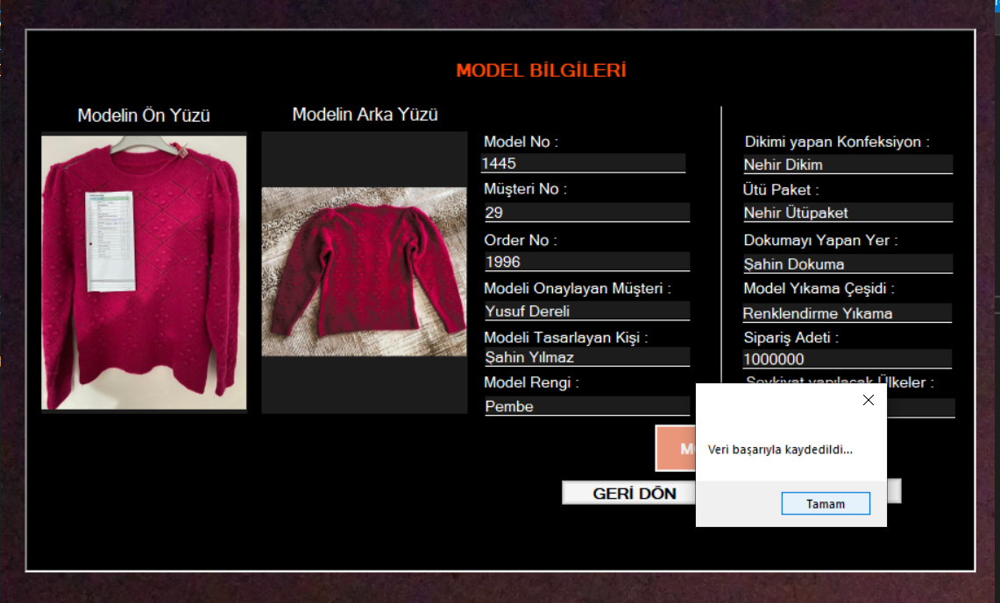 MODEL BİLGİLERİ
Modelin Ön Yüzü
Modelin Arka Yüzü
Model No :
1445
Müşteri No :
29
Order No :
1996
Modeli Onaylayan Müşteri :
Yusuf Dereli
Modeli Tasarlayan Kişi :
Şahin Yılmaz
Model Rengi :
Pembe
Dikimi yapan Konfeksiyon :
Nehir Dikim
Ütü Paket :
Nehir Ütüpaket
Dokumayı Yapan Yer :
Şahin Dokuma
Model Yıkama Çeşidi :
Renklendirme Yıkama
Sipariş Adeti :
1000000
Sevkiyat yapılacak Ülkeler :
Veri başarıyla kaydedildi...
Tamam
GERİ DÖN